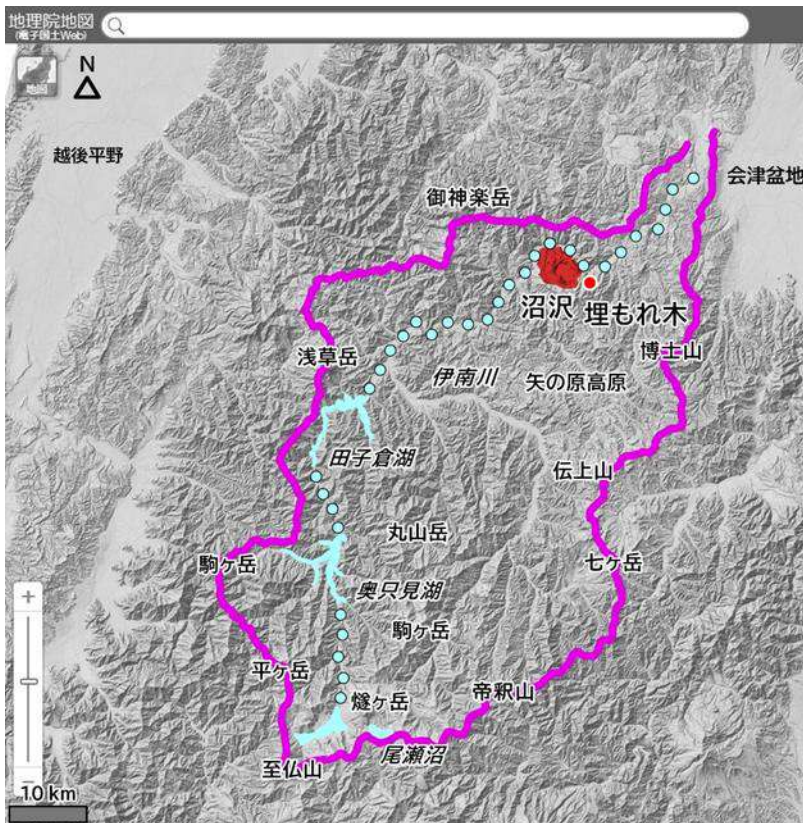 地理院地図
(電子国土Web)
N
越後平野
会津盆地
御神楽岳
沼沢
埋もれ木
浅草岳
博士山
伊南川
矢の原高原
田子倉湖
伝上山
丸山岳
駒ヶ岳
七ヶ岳
奥只見湖
駒ヶ岳
平ヶ岳
燧ヶ岳
帝釈山
尾瀬沼
至仏山
10 km